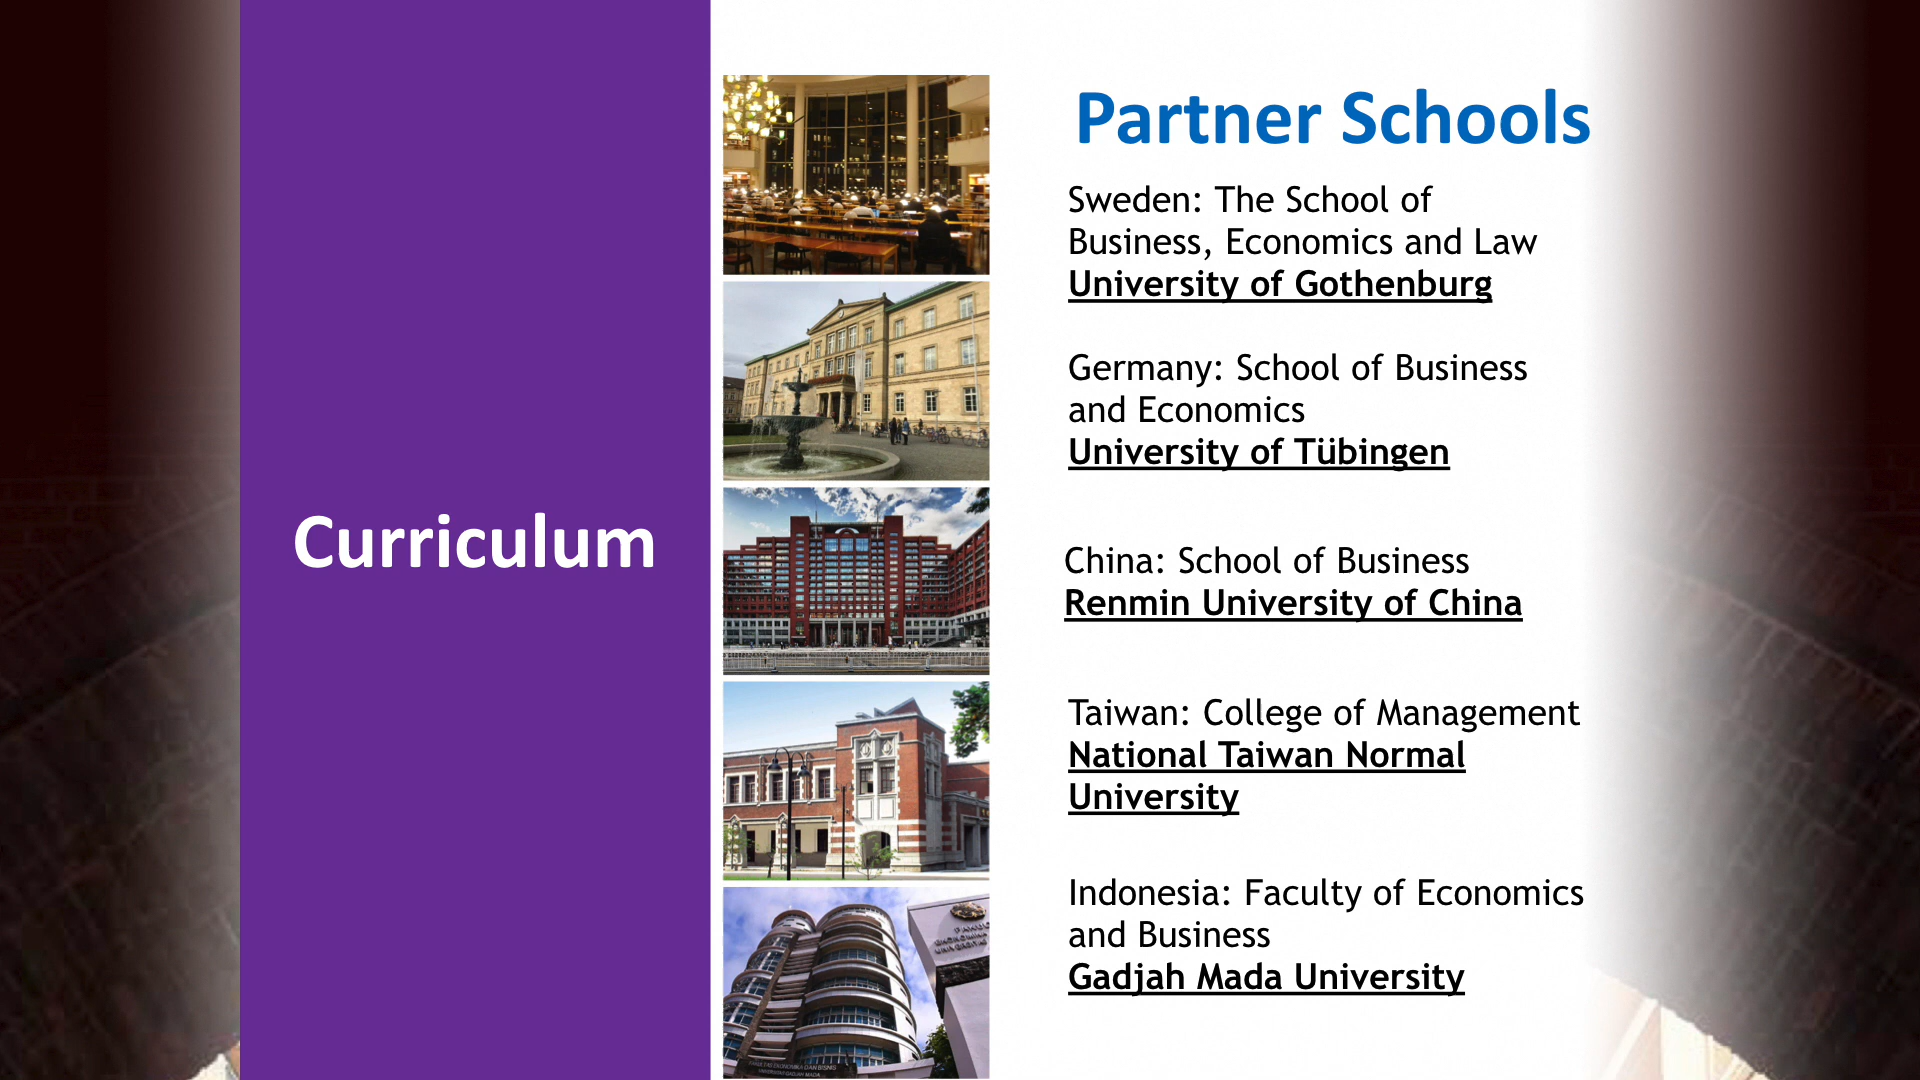 Curriculum
Partner Schools
Sweden: The School of
Business, Economics and Law
University of Gothenburg
Germany: School of Business
and Economics
University of Tübingen
China: School of Business
Renmin University of China
Taiwan: College of Management
National Taiwan Normal
University
Indonesia: Faculty of Economics
and Business
Gadjah Mada University